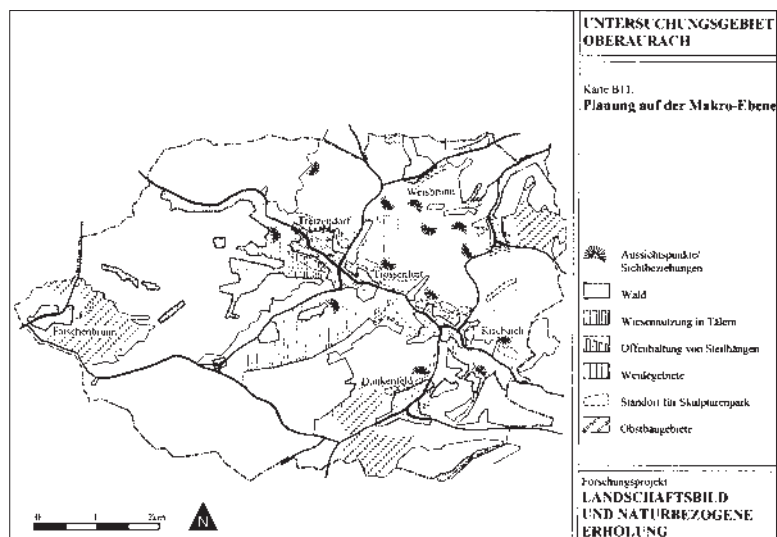 UNTERSUCHUNGSGEBIET
OBERAURACH
Karte B11.
Planung auf der Makro-Ebene
Weisbrunn
Tretzendorf
Fatschenbrunn
Kirchaich
Dankenfeld
Aussichtspunkte/
Sichtbeziehungen
Wald
Wiesennutzung in Tälern
Offenhaltung von Steilhängen
Weidegebiete
Standort für Skulpturenpark
Obstbaugebiete
0 1 2km
N
Forschungsprojekt
LANDSCHAFTSBILD
UND NATURBEZOGENE
ERHOLUNG